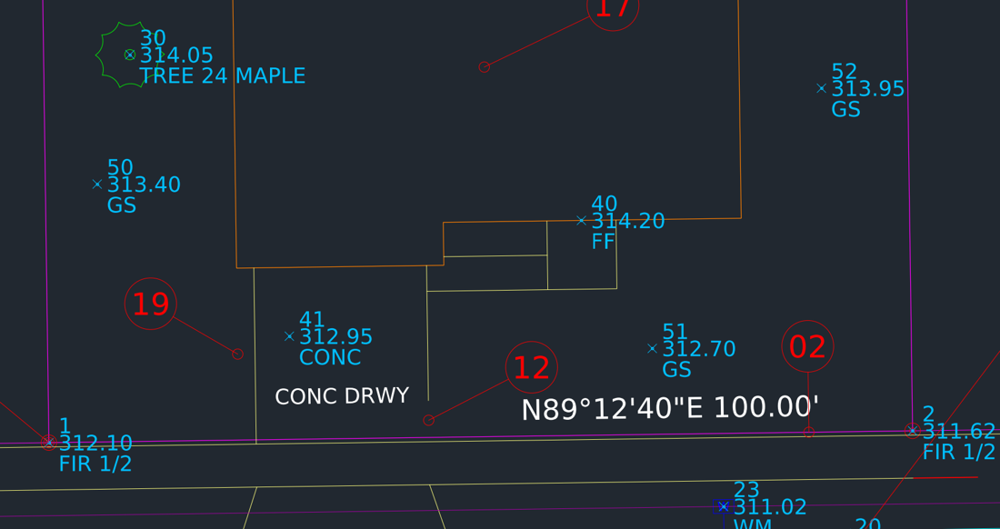 17
30
314.05
TREE 24 MAPLE
52
313.95
GS
50
313.40
GS
40
314.20
FF
19
41
312.95
CONC
51
312.70
GS
02
12
CONC DRWY
N89°12'40"E 100.00'
1
312.10
FIR 1/2
2
311.62
FIR 1/2
23
311.02
WM
20